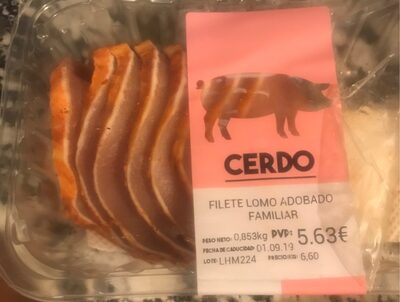 CERDO
FILETE LOMO ADOBADO
FAMILIAR
PESO NETO: 0,853kg PVP: 5.63€
FECHA DE CADUCIDAD: 01.09.19
LOTE: LHM224 PRECIO/KG: 6,60